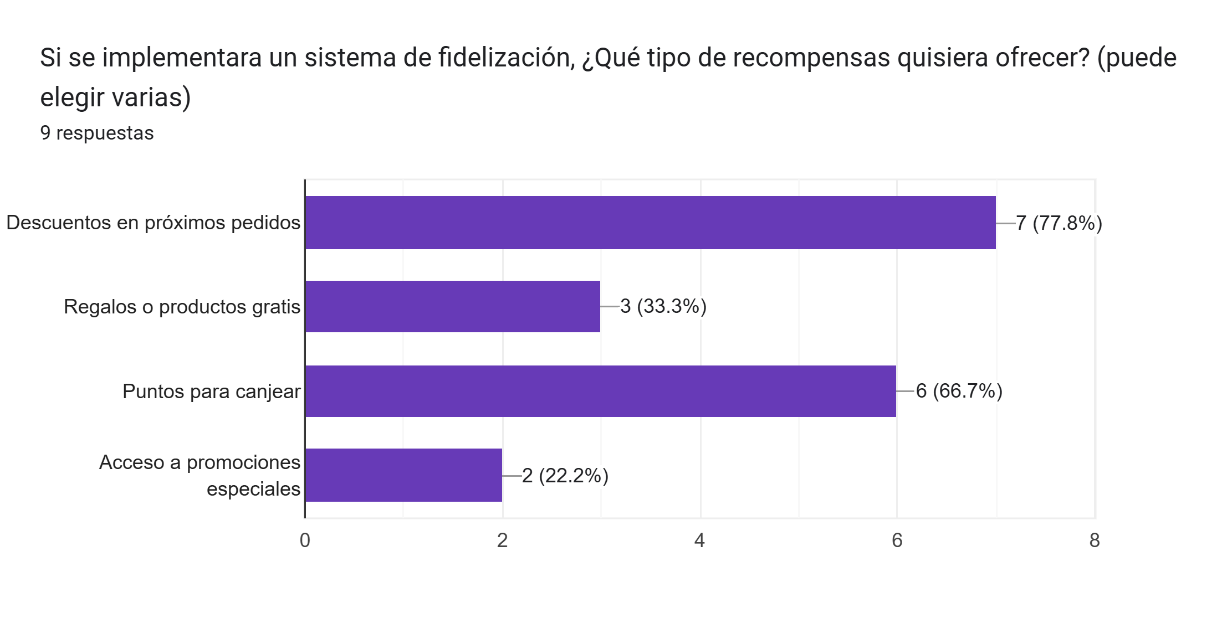 Si se implementara un sistema de fidelización, ¿Qué tipo de recompensas quisiera ofrecer? (puede
elegir varias)
9 respuestas
Descuentos en próximos pedidos
7 (77.8%)
Regalos o productos gratis
3 (33.3%)
Puntos para canjear
6 (66.7%)
Acceso a promociones
especiales
2 (22.2%)
0 2 4 6 8